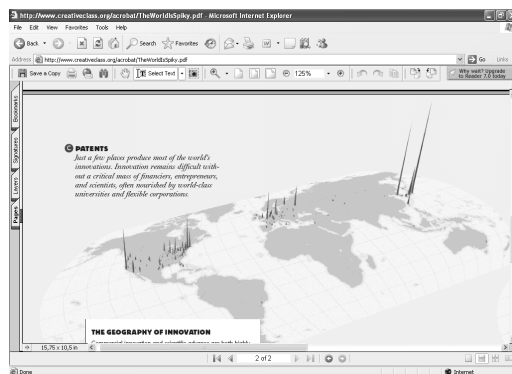 http://www.creativeclass.org/acrobat/TheWorldIsSpiky.pdf - Microsoft Internet Explorer
File Edit View Favorites Tools Help
Back Search Favorites
Address http://www.creativeclass.org/acrobat/TheWorldIsSpiky.pdf Go Links
Save a Copy Select Text 125% Why wait? Upgrade
to Reader 7.0 today
Bookmarks
Signatures
Layers
Pages
C PATENTS
Just a few places produce most of the world's
innovations. Innovation remains difficult with-
out a critical mass of financiers, entrepreneurs,
and scientists, often nourished by world-class
universities and flexible corporations.
THE GEOGRAPHY OF INNOVATION
15,75 x 10,5 in
2 of 2
Done Internet